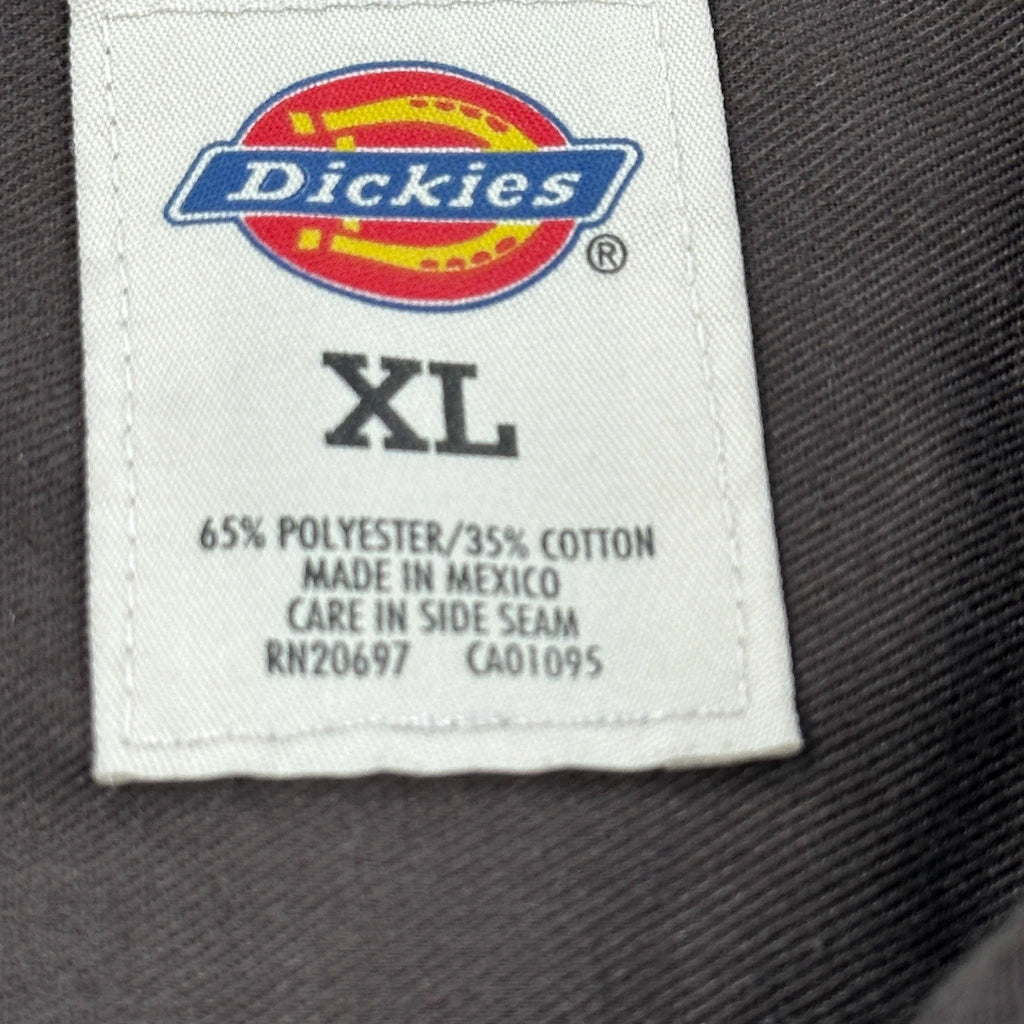 Dickies
®
XL
65% POLYESTER/35% COTTON
MADE IN MEXICO
CARE IN SIDE SEAM
RN20697 CA01095